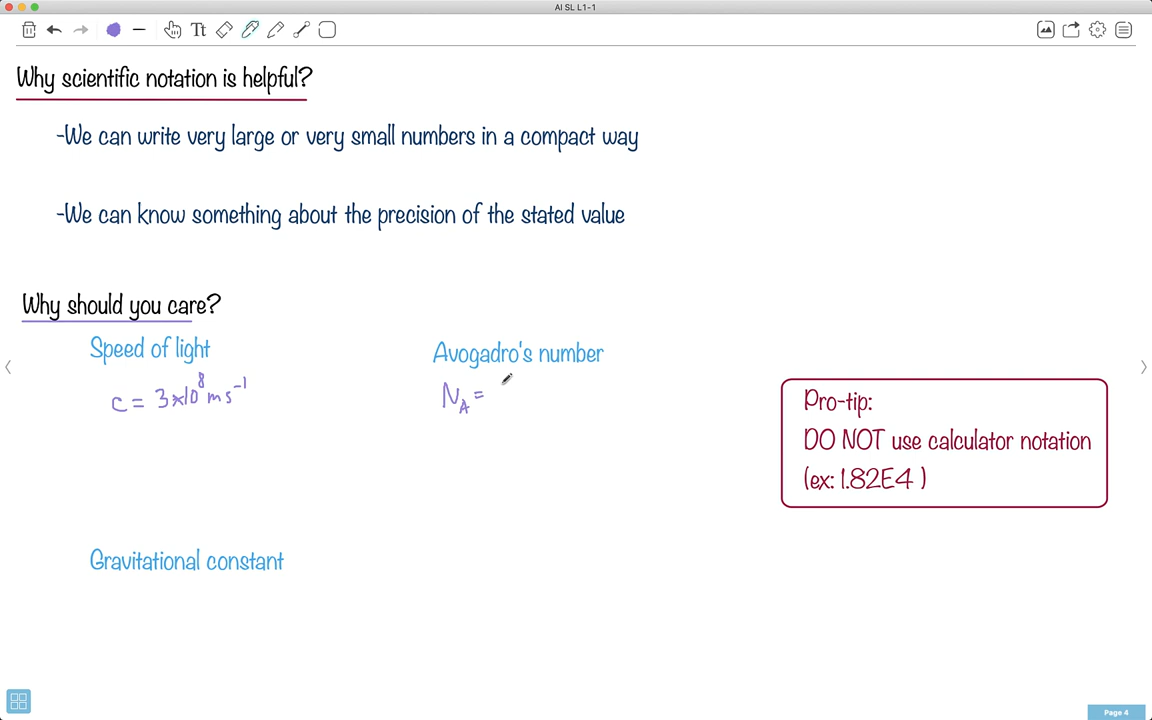 AI SL L1-1
Tt
Why scientific notation is helpful?
-We can write very large or very small numbers in a compact way
-We can know something about the precision of the stated value
Why should you care?
Speed of light
Avogadro's number
c = 3×10⁸ m s⁻¹
N_A =
Pro-tip:
DO NOT use calculator notation
(ex: 1.82E4 )
Gravitational constant
Page 4